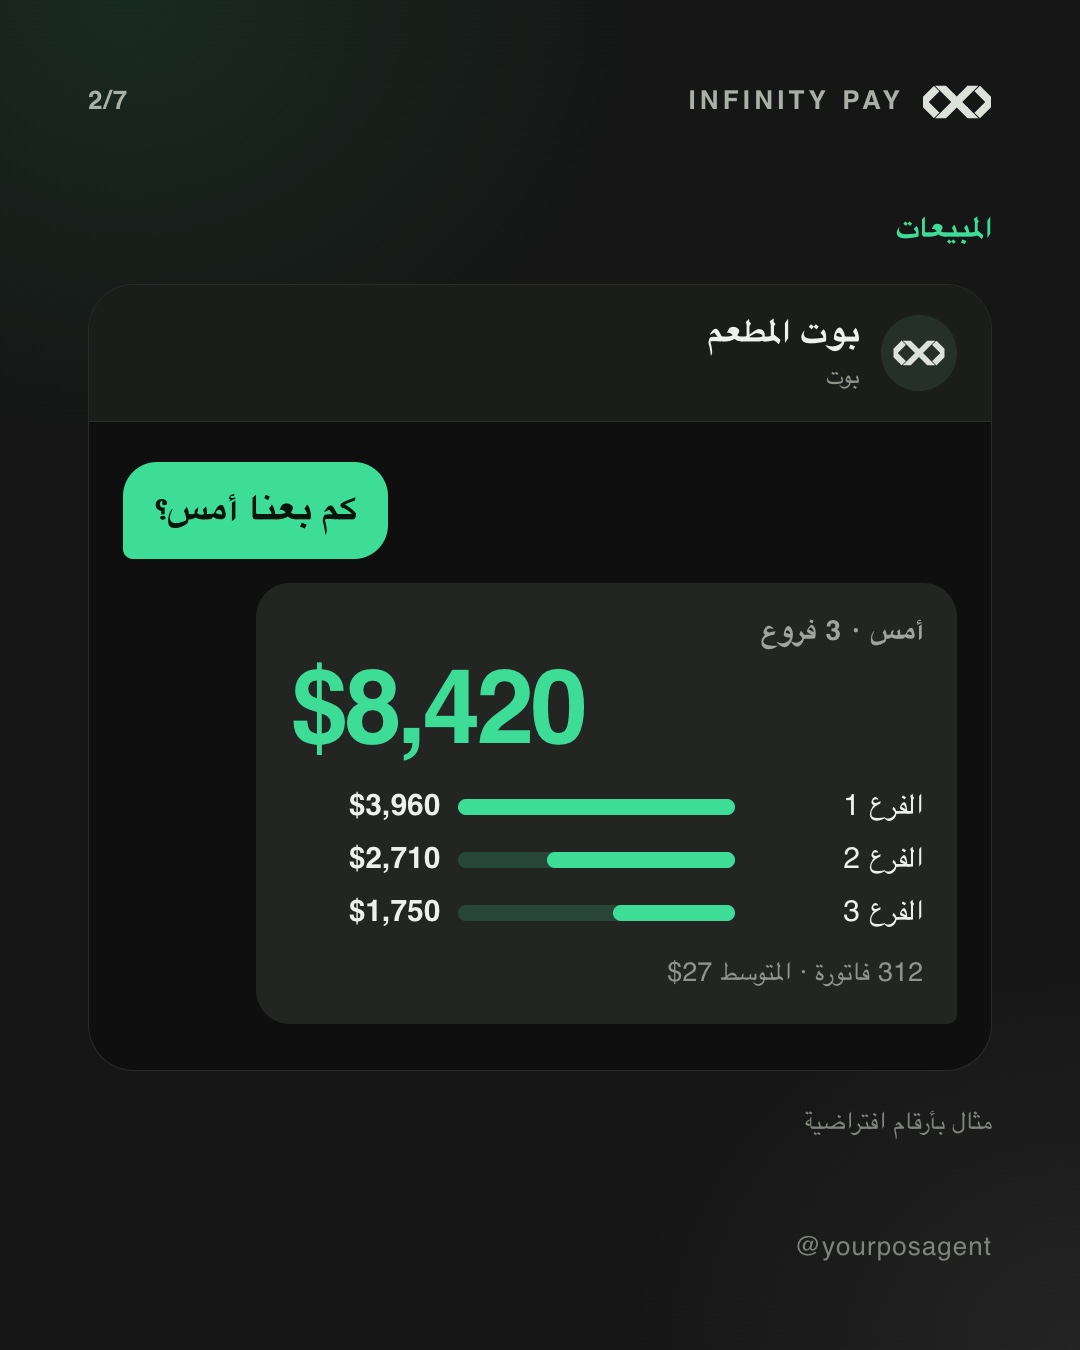 2/7
INFINITY PAY
المبيعات
بوت المطعم
بوت
كم بعنا أمس؟
أمس · 3 فروع
$8,420
الفرع 1 $3,960
الفرع 2 $2,710
الفرع 3 $1,750
312 فاتورة · المتوسط 27$
مثال بأرقام افتراضية
@yourposagent